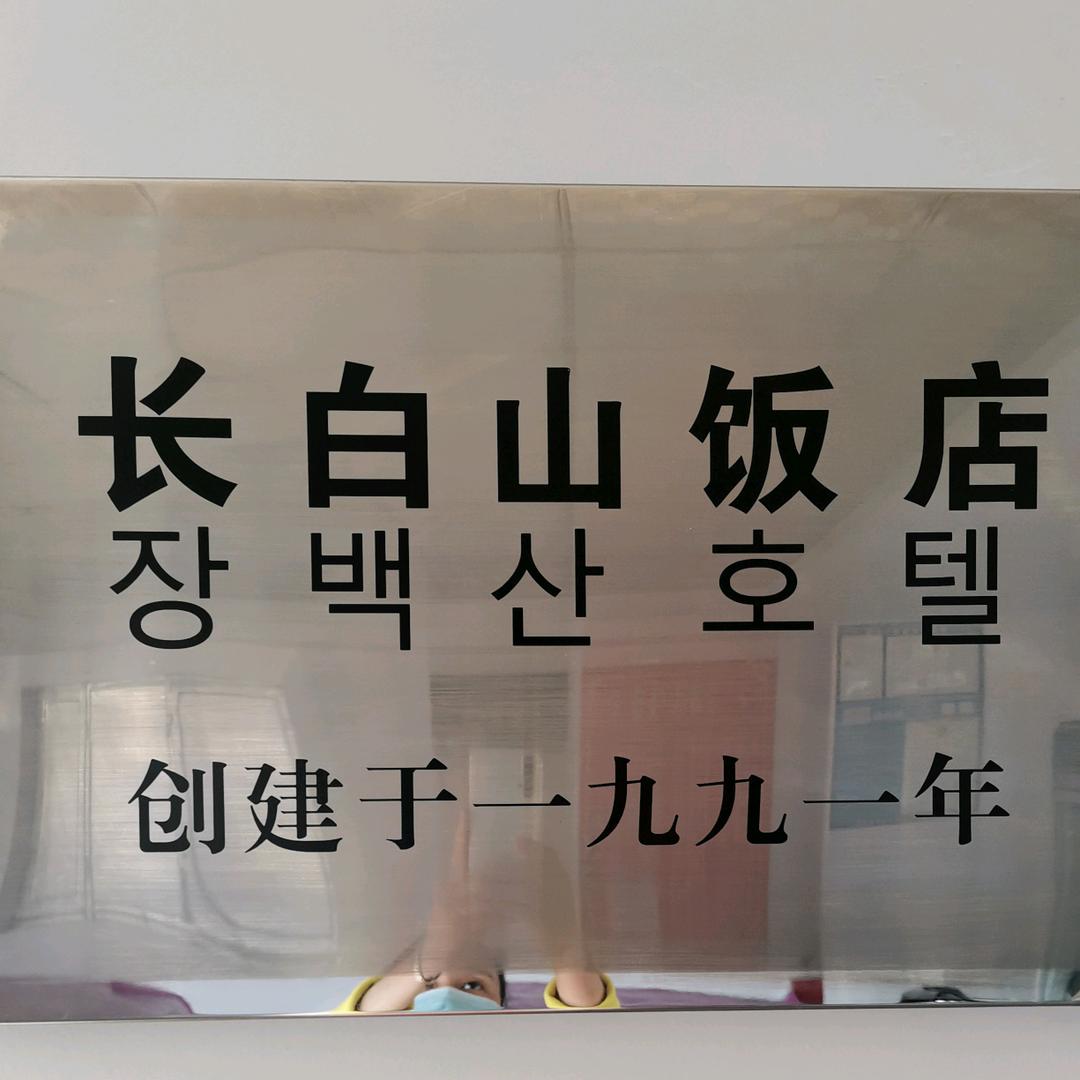 长白山饭店
장백산호텔
创建于一九九一年